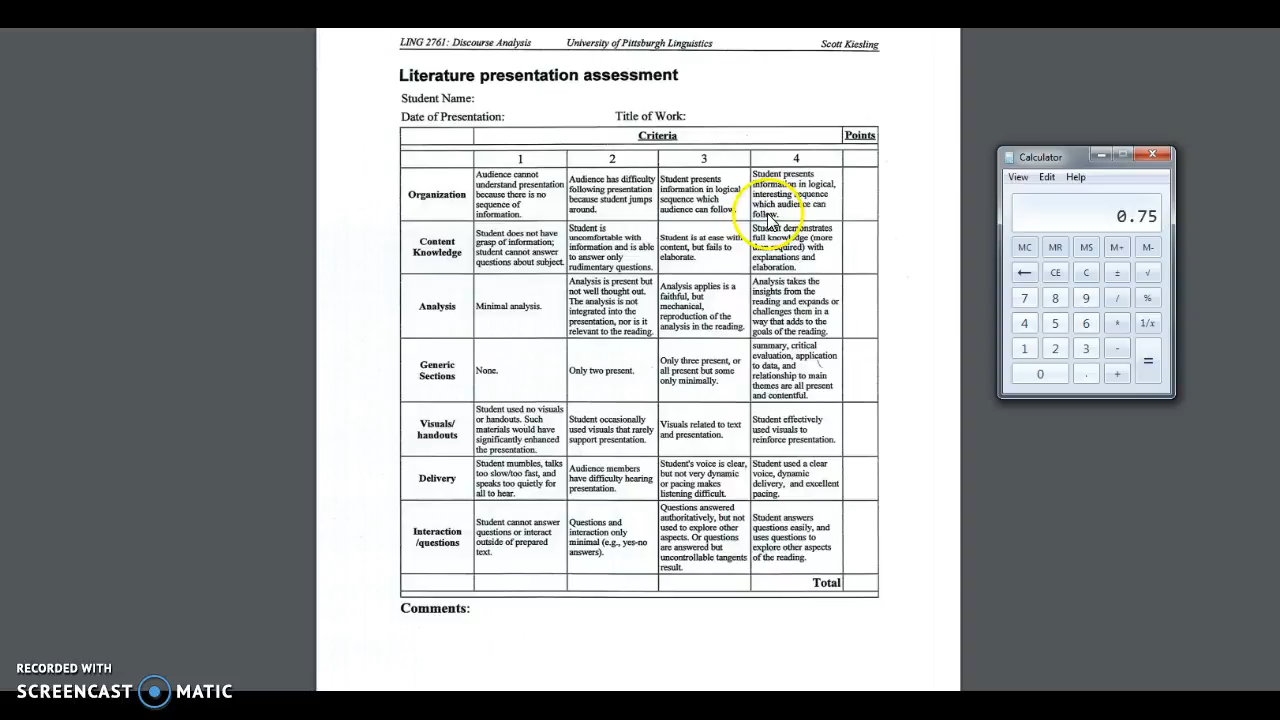 LING 2761: Discourse Analysis University of Pittsburgh Linguistics Scott Kiesling
Literature presentation assessment
Student Name:
Date of Presentation: Title of Work:
Criteria Points
1 2 3 4
Organization
Audience cannot
understand presentation
because there is no
sequence of
information.
Audience has difficulty
following presentation
because student jumps
around.
Student presents
information in logical
sequence which
audience can follow.
Student presents
information in logical,
interesting sequence
which audience can
follow.
Content
Knowledge
Student does not have
grasp of information;
student cannot answer
questions about subject.
Student is
uncomfortable with
information and is able
to answer only
rudimentary questions.
Student is at ease with
content, but fails to
elaborate.
Student demonstrates
full knowledge (more
than required) with
explanations and
elaboration.
Analysis
Minimal analysis.
Analysis is present but
not well thought out.
The analysis is not
integrated into the
presentation, nor is it
relevant to the reading.
Analysis applies is a
faithful, but
mechanical,
reproduction of the
analysis in the reading.
Analysis takes the
insights from the
reading and expands or
challenges them in a
way that adds to the
goals of the reading.
Generic
Sections
None.
Only two present.
Only three present, or
all present but some
only minimally.
summary, critical
evaluation, application
to data, and
relationship to main
themes are all present
and contentful.
Visuals/
handouts
Student used no visuals
or handouts. Such
materials would have
significantly enhanced
the presentation.
Student occasionally
used visuals that rarely
support presentation.
Visuals related to text
and presentation.
Student effectively
used visuals to
reinforce presentation.
Delivery
Student mumbles, talks
too slow/too fast, and
speaks too quietly for
all to hear.
Audience members
have difficulty hearing
presentation.
Student's voice is clear,
but not very dynamic
or pacing makes
listening difficult.
Student used a clear
voice, dynamic
delivery, and excellent
pacing.
Interaction
/questions
Student cannot answer
questions or interact
outside of prepared
text.
Questions and
interaction only
minimal (e.g., yes-no
answers).
Questions answered
authoritatively, but not
used to explore other
aspects. Or questions
are answered but
uncontrollable tangents
result.
Student answers
questions easily, and
uses questions to
explore other aspects
of the reading.
Total
Comments:
Calculator
View Edit Help
0.75
MC MR MS M+ M-
← CE C ± √
7 8 9 / %
4 5 6 * 1/x
1 2 3 - =
0 . +
RECORDED WITH
SCREENCAST MATIC